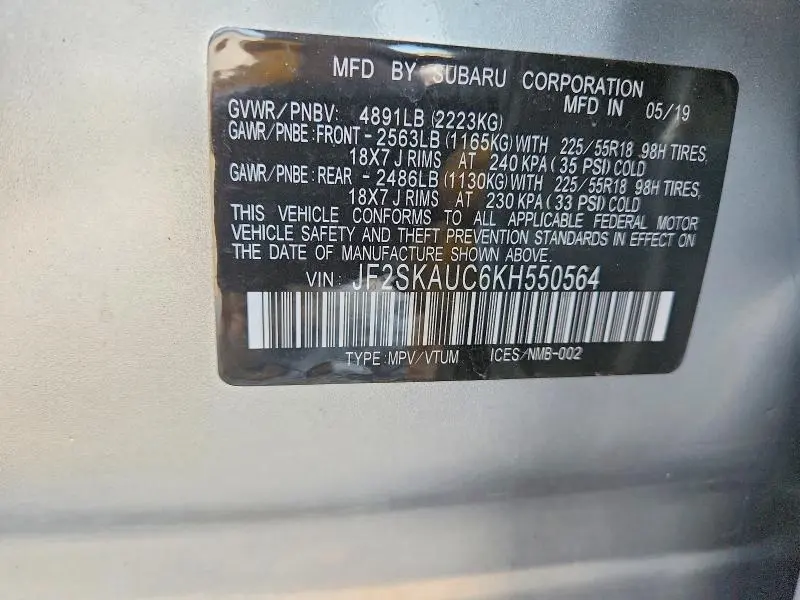 MFD BY SUBARU CORPORATION
MFD IN 05/19
GVWR/PNBV: 4891LB (2223KG)
GAWR/PNBE: FRONT - 2563LB (1165KG) WITH 225/55R18 98H TIRES,
18X7J RIMS AT 240 KPA (35 PSI) COLD
GAWR/PNBE: REAR - 2486LB (1130KG) WITH 225/55R18 98H TIRES,
18X7J RIMS AT 230 KPA (33 PSI) COLD
THIS VEHICLE CONFORMS TO ALL APPLICABLE FEDERAL MOTOR
VEHICLE SAFETY AND THEFT PREVENTION STANDARDS IN EFFECT ON
THE DATE OF MANUFACTURE SHOWN ABOVE.
VIN: JF2SKAUC6KH550564
TYPE: MPV/VTUM ICES/NMB-002